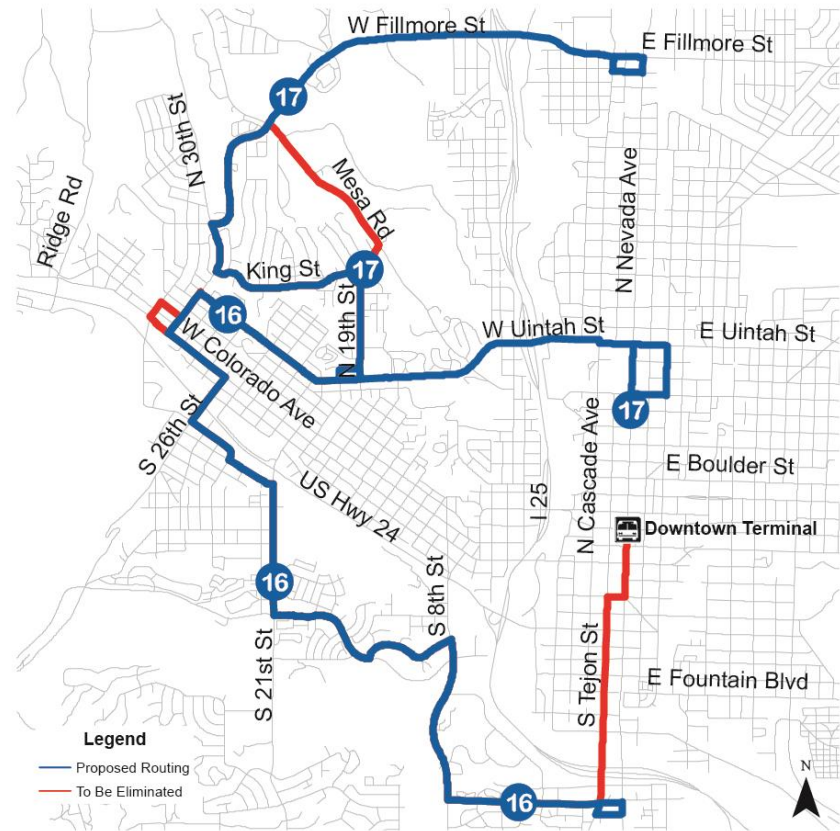 W Fillmore St
E Fillmore St
17
N 30th St
Mesa Rd
N Nevada Ave
Ridge Rd
King St
17
16
N 19th St
W Uintah St
E Uintah St
W Colorado Ave
17
N Cascade Ave
S 26th St
E Boulder St
US Hwy 24
I 25
Downtown Terminal
16
S 8th St
S 21st St
S Tejon St
E Fountain Blvd
Legend
Proposed Routing
To Be Eliminated
16
N